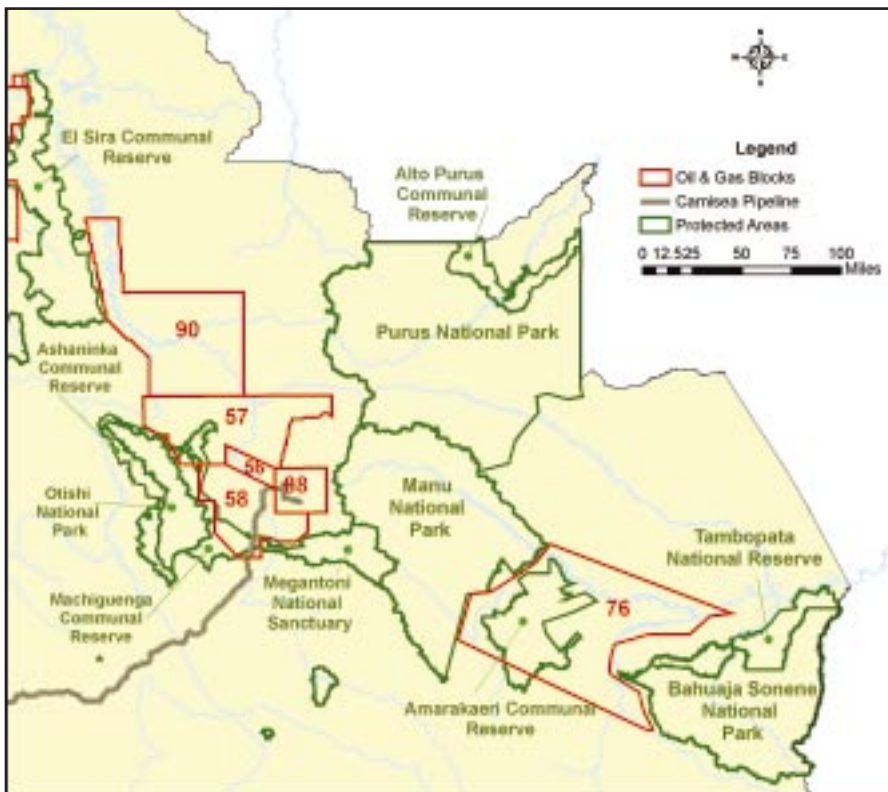 El Sira Communal
Reserve
Alto Purus
Communal
Reserve
N
W
E
S
Legend
Oil & Gas Blocks
Camisea Pipeline
Protected Areas
0 12.525 50 75 100
Miles
90
Purus National Park
Ashaninka
Communal
Reserve
57
56
88
58
Manu
National
Park
Otishi
National
Park
Tambopata
National Reserve
Machiguenga
Communal
Reserve
Megantoni
National
Sanctuary
76
Amarakaeri Communal
Reserve
Bahuaja Sonene
National
Park